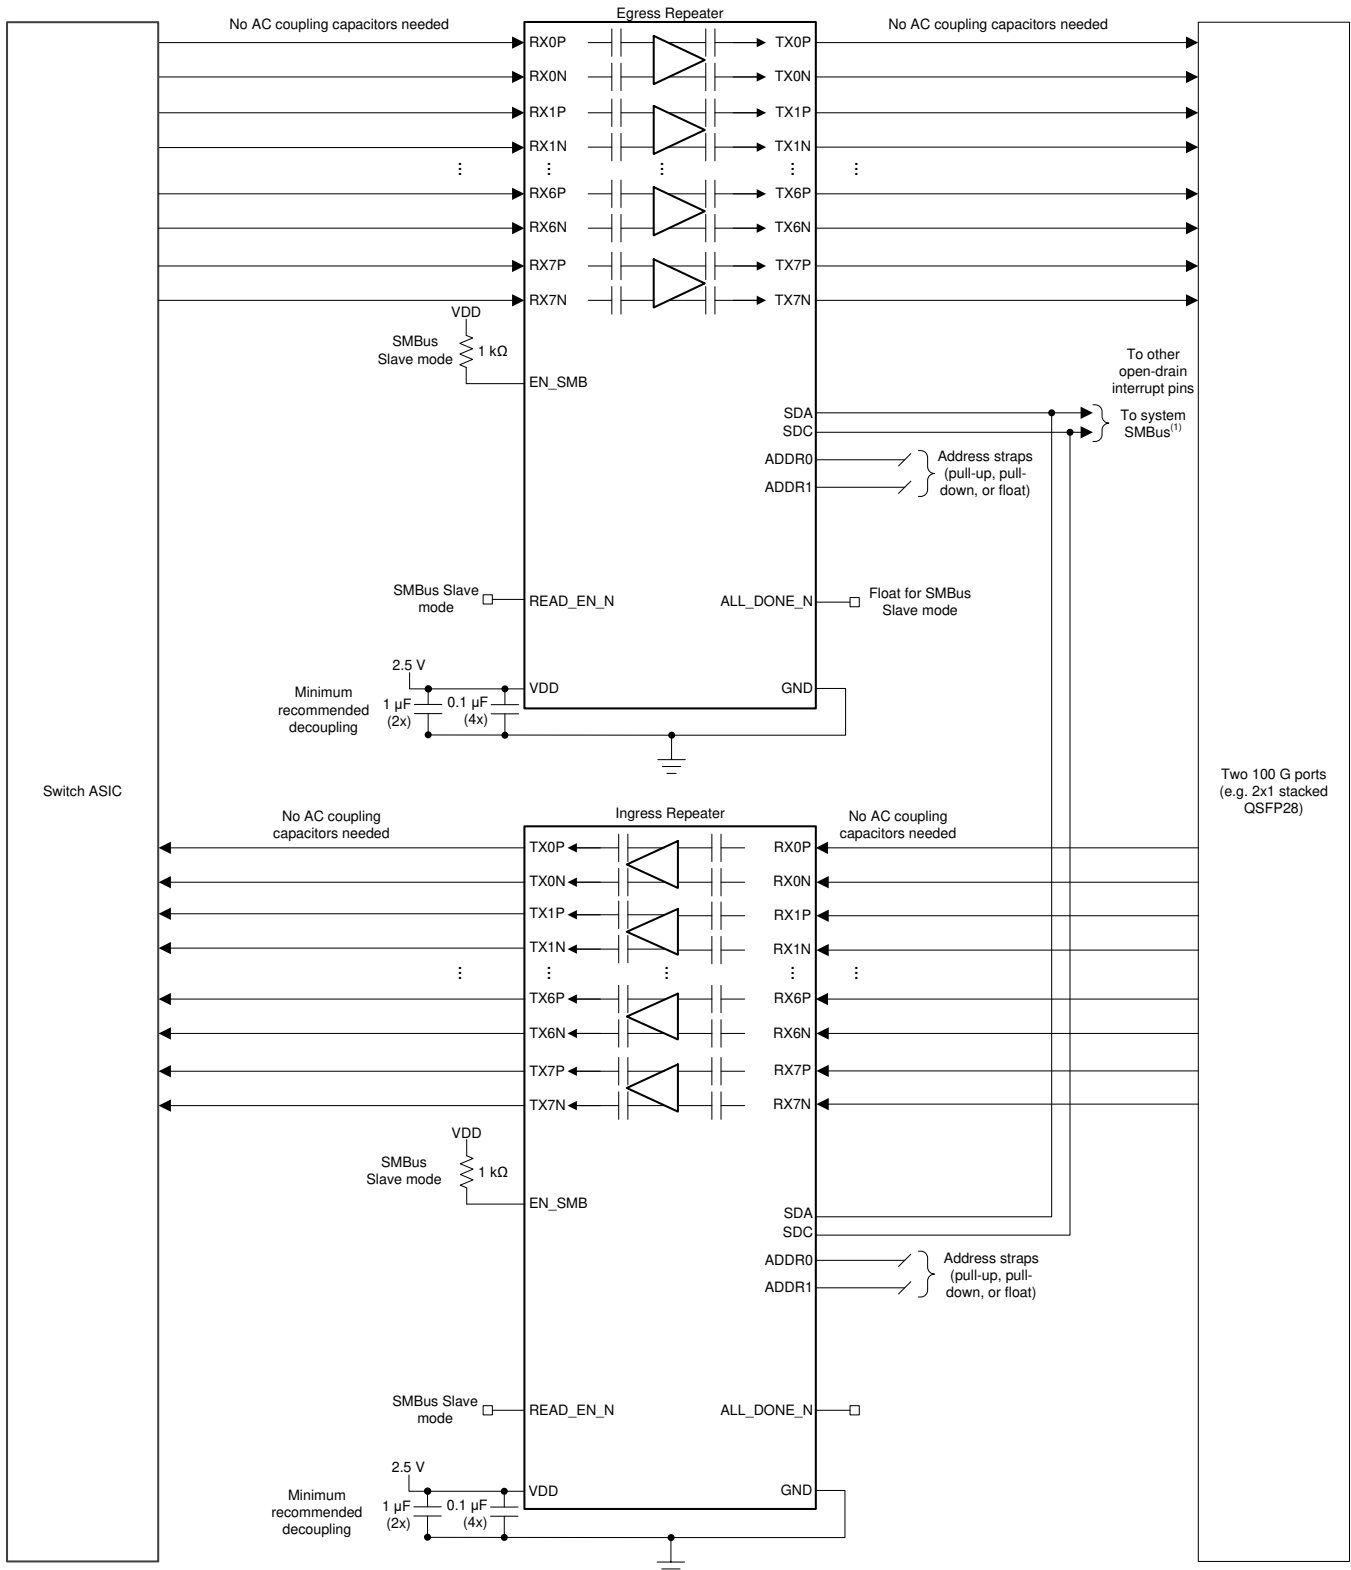 Egress Repeater
No AC coupling capacitors needed
No AC coupling capacitors needed
RX0P
TX0P
RX0N
TX0N
RX1P
TX1P
RX1N
TX1N
RX6P
TX6P
RX6N
TX6N
RX7P
TX7P
RX7N
TX7N
VDD
SMBus
Slave mode
1 kΩ
EN_SMB
To other
open-drain
interrupt pins
SDA
SDC
To system
SMBus(1)
ADDR0
ADDR1
Address straps
(pull-up, pull-
down, or float)
SMBus Slave
mode
READ_EN_N
ALL_DONE_N
Float for SMBus
Slave mode
2.5 V
VDD
GND
Minimum
recommended
decoupling
1 μF
(2x)
0.1 μF
(4x)
Switch ASIC
Two 100 G ports
(e.g. 2x1 stacked
QSFP28)
Ingress Repeater
No AC coupling
capacitors needed
No AC coupling
capacitors needed
TX0P
RX0P
TX0N
RX0N
TX1P
RX1P
TX1N
RX1N
TX6P
RX6P
TX6N
RX6N
TX7P
RX7P
TX7N
RX7N
VDD
SMBus
Slave mode
1 kΩ
EN_SMB
SDA
SDC
ADDR0
ADDR1
Address straps
(pull-up, pull-
down, or float)
SMBus Slave
mode
READ_EN_N
ALL_DONE_N
2.5 V
VDD
GND
Minimum
recommended
decoupling
1 μF
(2x)
0.1 μF
(4x)